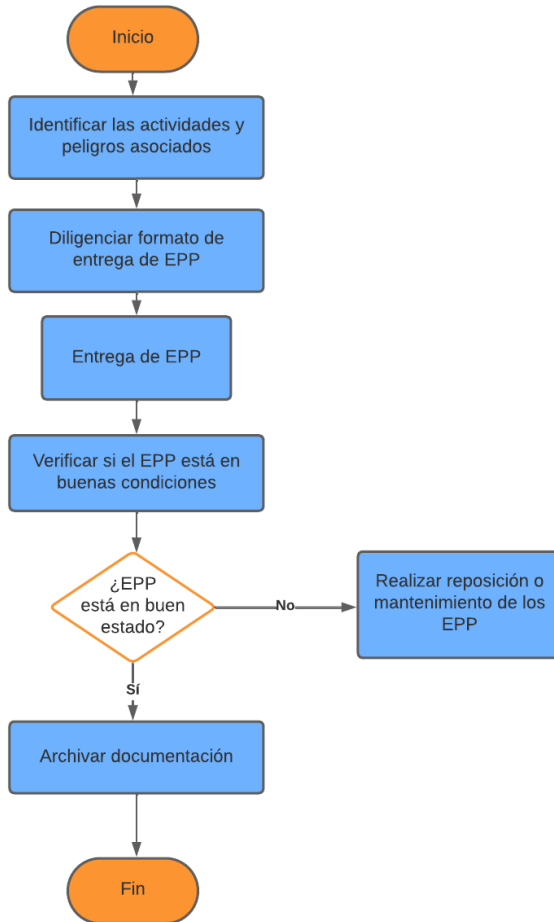 Inicio
Identificar las actividades y
peligros asociados
Diligenciar formato de
entrega de EPP
Entrega de EPP
Verificar si el EPP está en
buenas condiciones
¿EPP
está en buen
estado?
No
Realizar reposición o
mantenimiento de los
EPP
Sí
Archivar documentación
Fin